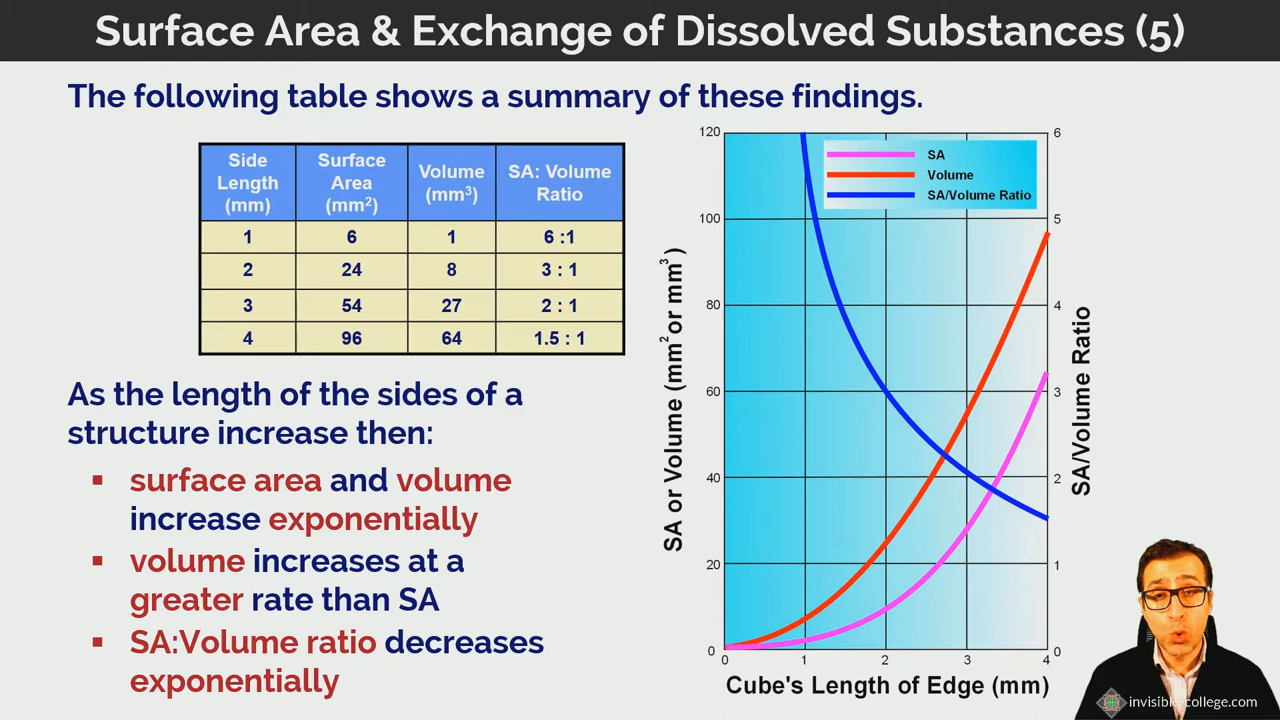 Surface Area & Exchange of Dissolved Substances (5)
The following table shows a summary of these findings.
Side Length (mm) Surface Area (mm²) Volume (mm³) SA: Volume Ratio
1 6 1 6 :1
2 24 8 3 : 1
3 54 27 2 : 1
4 96 64 1.5 : 1
As the length of the sides of a
structure increase then:
▪ surface area and volume
increase exponentially
▪ volume increases at a
greater rate than SA
▪ SA:Volume ratio decreases
exponentially
SA or Volume (mm² or mm³)
120
100
80
60
40
20
0
SA
Volume
SA/Volume Ratio
6
5
4
3
2
1
0
SA/Volume Ratio
0 1 2 3 4
Cube's Length of Edge (mm)
invisible college.com